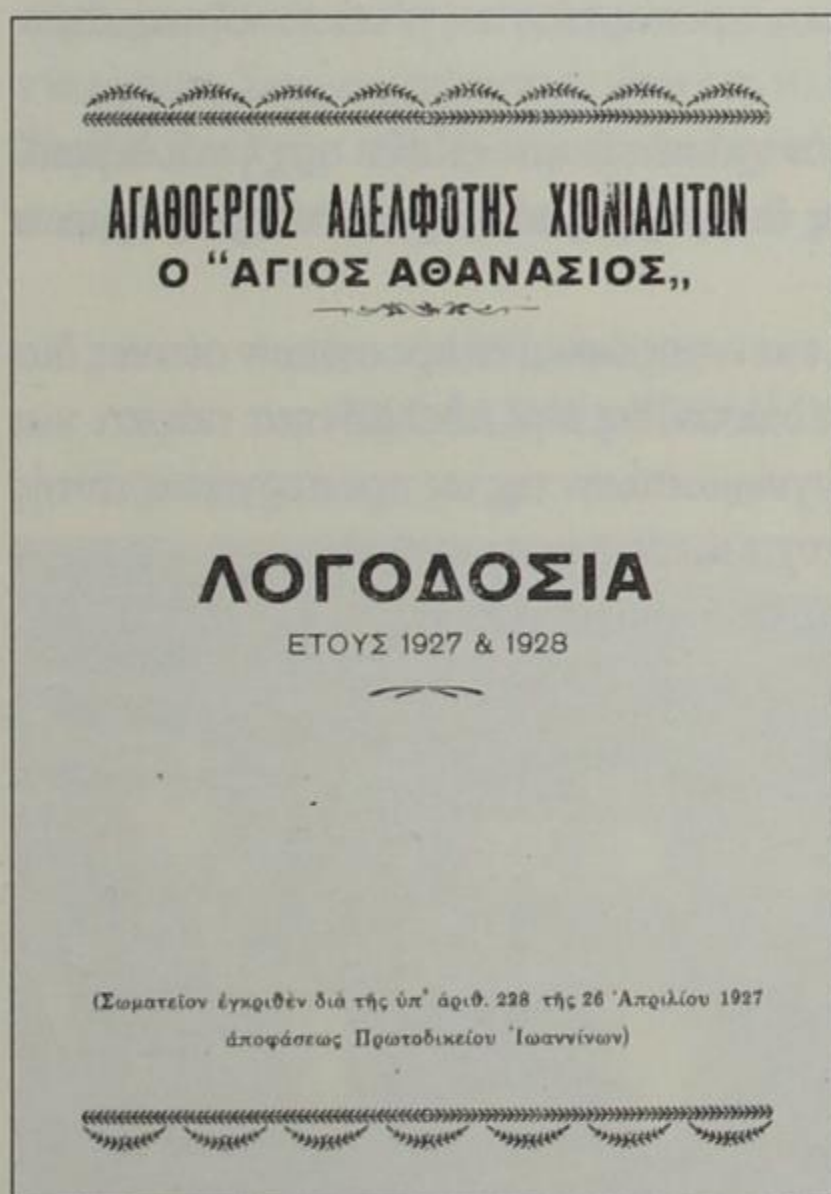 ΑΓΑΘΟΕΡΓΟΣ ΑΔΕΛΦΟΤΗΣ ΧΙΟΝΙΑΔΙΤΩΝ
Ο “ΑΓΙΟΣ ΑΘΑΝΑΣΙΟΣ„
ΛΟΓΟΔΟΣΙΑ
ΕΤΟΥΣ 1927 & 1928
(Σωματεῖον ἐγκριθὲν διὰ τῆς ὑπ᾽ ἀριθ. 228 τῆς 26 Ἀπριλίου 1927
ἀποφάσεως Πρωτοδικείου Ἰωαννίνων)